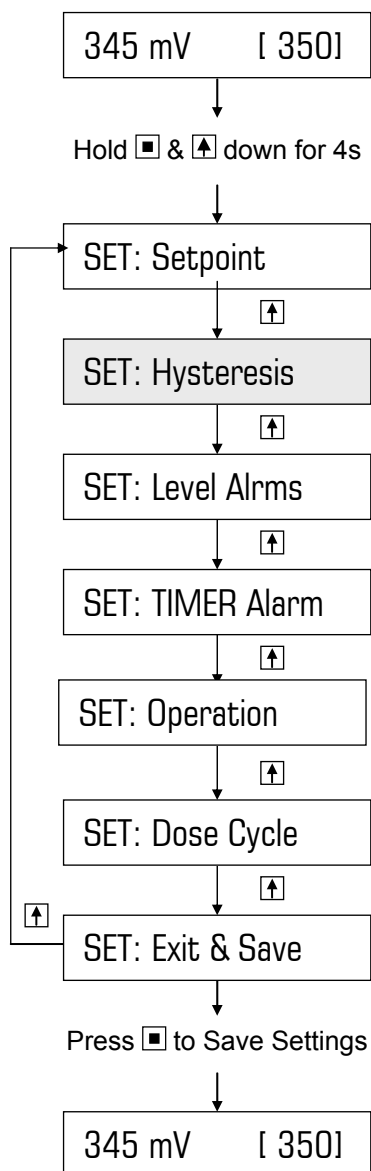 345 mV [ 350]
Hold & down for 4s
SET: Setpoint
SET: Hysteresis
SET: Level Alrms
SET: TIMER Alarm
SET: Operation
SET: Dose Cycle
SET: Exit & Save
Press to Save Settings
345 mV [ 350]